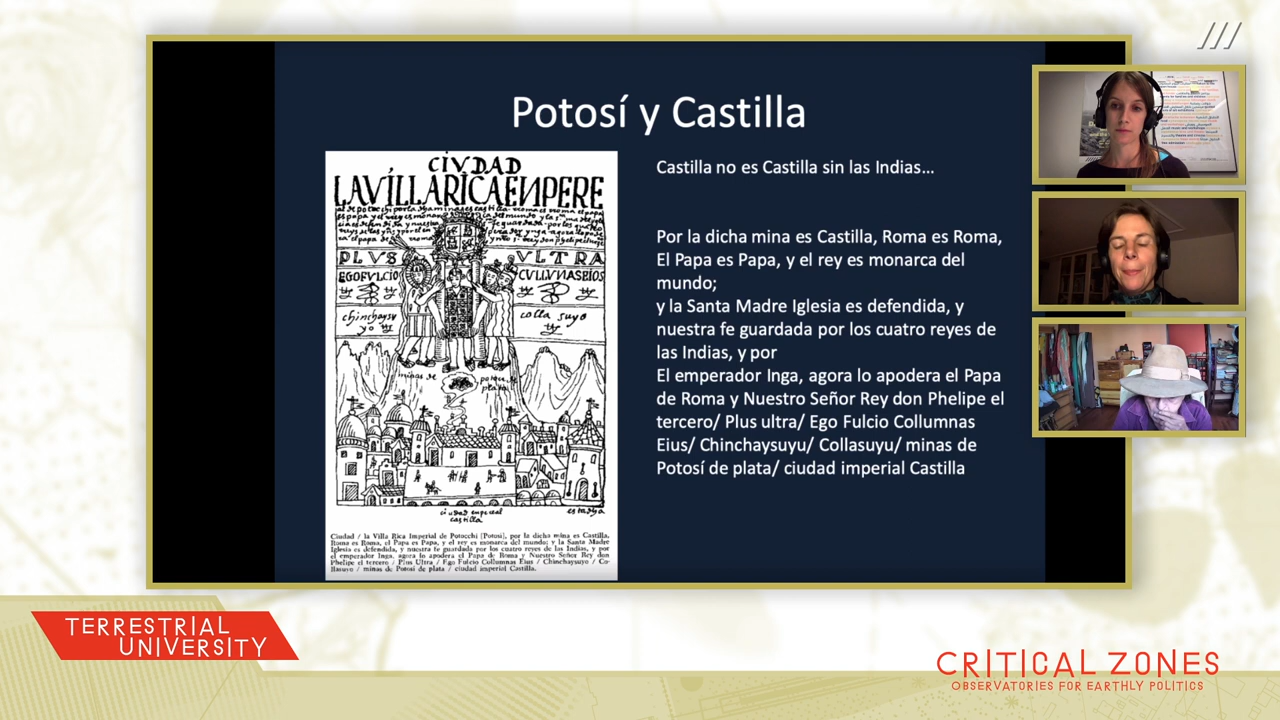 Potosí y Castilla
CIVDAD
LAVILLARICAENPERE
PLVS VLTRA
EGOFVLCIO CVLLVNASEIOS
chinchaysu
yo
colla suyo
minas de
ciudad enpereal
castilla
Ciudad / la Villa Rica Imperial de Potocchi [Potosí], por la dicha mina es Castilla,
Roma es Roma, el Papa es Papa, y el rey es monarca del mundo; y la Santa Madre
Iglesia es defendida, y nuestra fe guardada por los cuatro reyes de las Indias, y por
el emperador Inga, agora lo apodera el Papa de Roma y Nuestro Señor Rey don
Phelipe el tercero / Plus Ultra / Ego Fulcio Collumnas Eius / Chinchaysuyo / Co-
llasuyo / minas de Potosí de plata / ciudad imperial Castilla.
Castilla no es Castilla sin las Indias...
Por la dicha mina es Castilla, Roma es Roma,
El Papa es Papa, y el rey es monarca del
mundo;
y la Santa Madre Iglesia es defendida, y
nuestra fe guardada por los cuatro reyes de
las Indias, y por
El emperador Inga, agora lo apodera el Papa
de Roma y Nuestro Señor Rey don Phelipe el
tercero/ Plus ultra/ Ego Fulcio Collumnas
Eius/ Chinchaysuyu/ Collasuyu/ minas de
Potosí de plata/ ciudad imperial Castilla
TERRESTRIAL
UNIVERSITY
CRITICAL ZONES
OBSERVATORIES FOR EARTHLY POLITICS